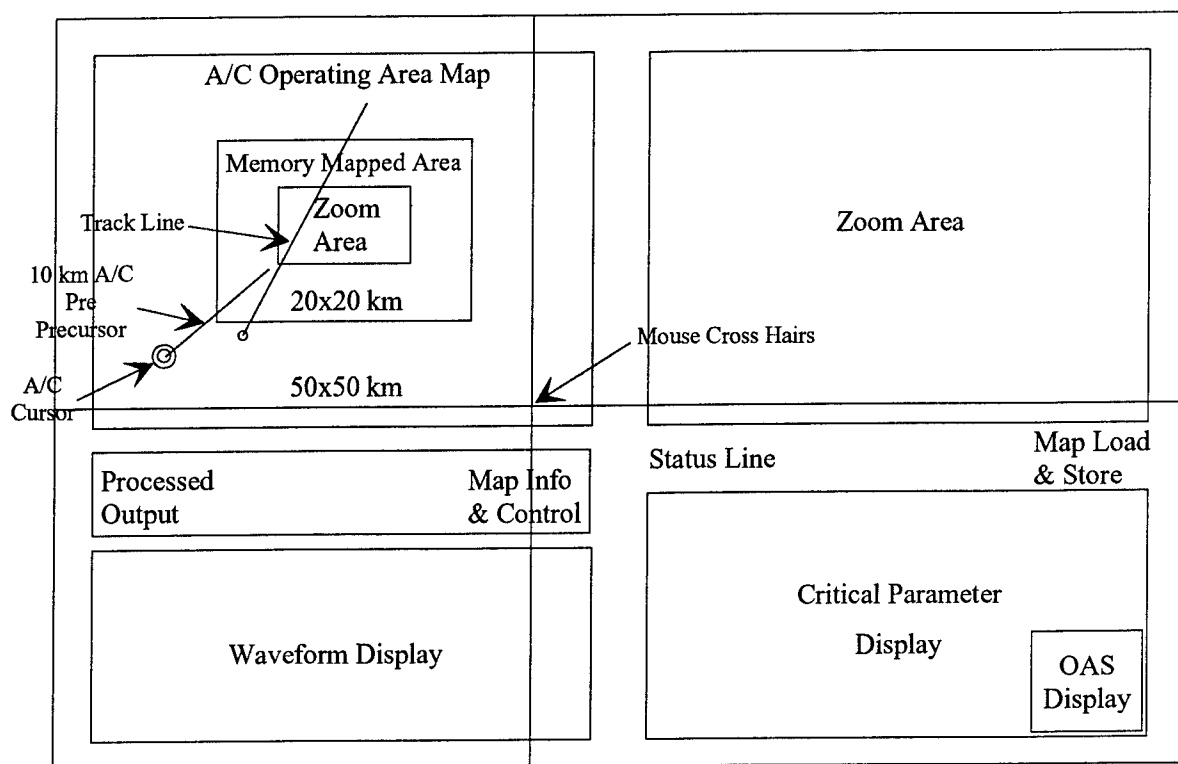 A/C Operating Area Map
Memory Mapped Area
Zoom
Area
Track Line
10 km A/C
Pre
Precursor
20x20 km
A/C
Cursor
50x50 km
Zoom Area
Mouse Cross Hairs
Processed
Output
Map Info
& Control
Status Line
Map Load
& Store
Waveform Display
Critical Parameter
Display
OAS
Display